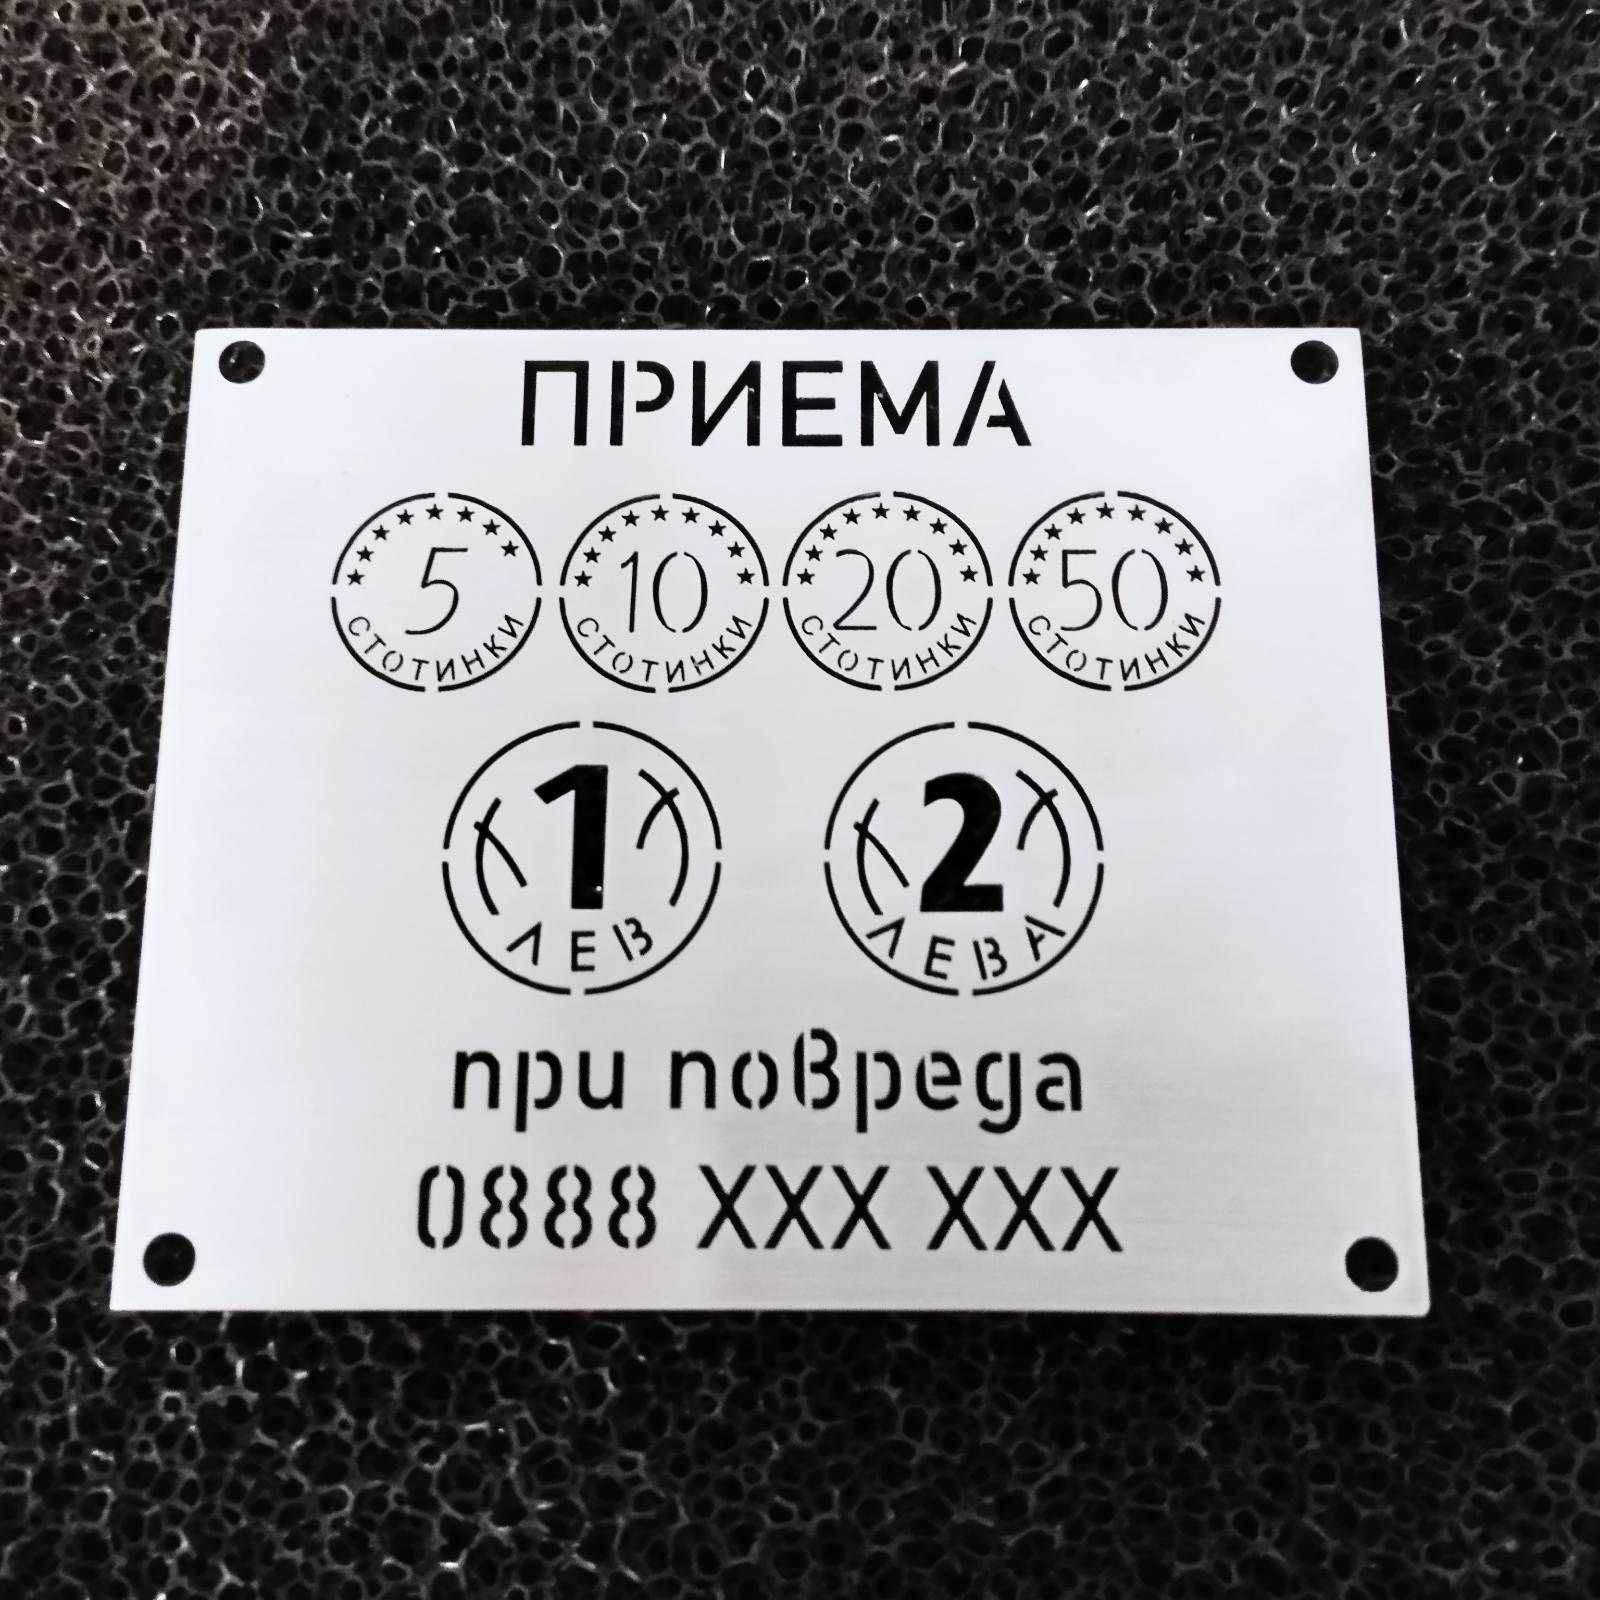 ПРИЕМА
5 СТОТИНКИ 10 СТОТИНКИ 20 СТОТИНКИ 50 СТОТИНКИ
1 ЛЕВ 2 ЛЕВА
при повреда
0888 XXX XXX